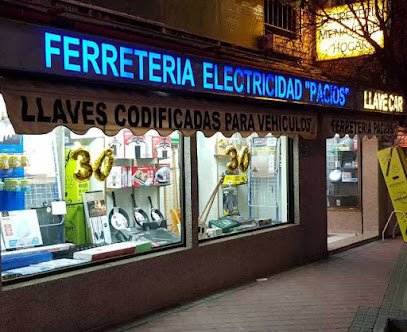 FERRETERIA ELECTRICIDAD "PACIOS"
LLAVES CODIFICADAS PARA VEHICULOS
LLAVE CAR
FERRETERIA PACIOS
MENAJE
HOGAR
30
30